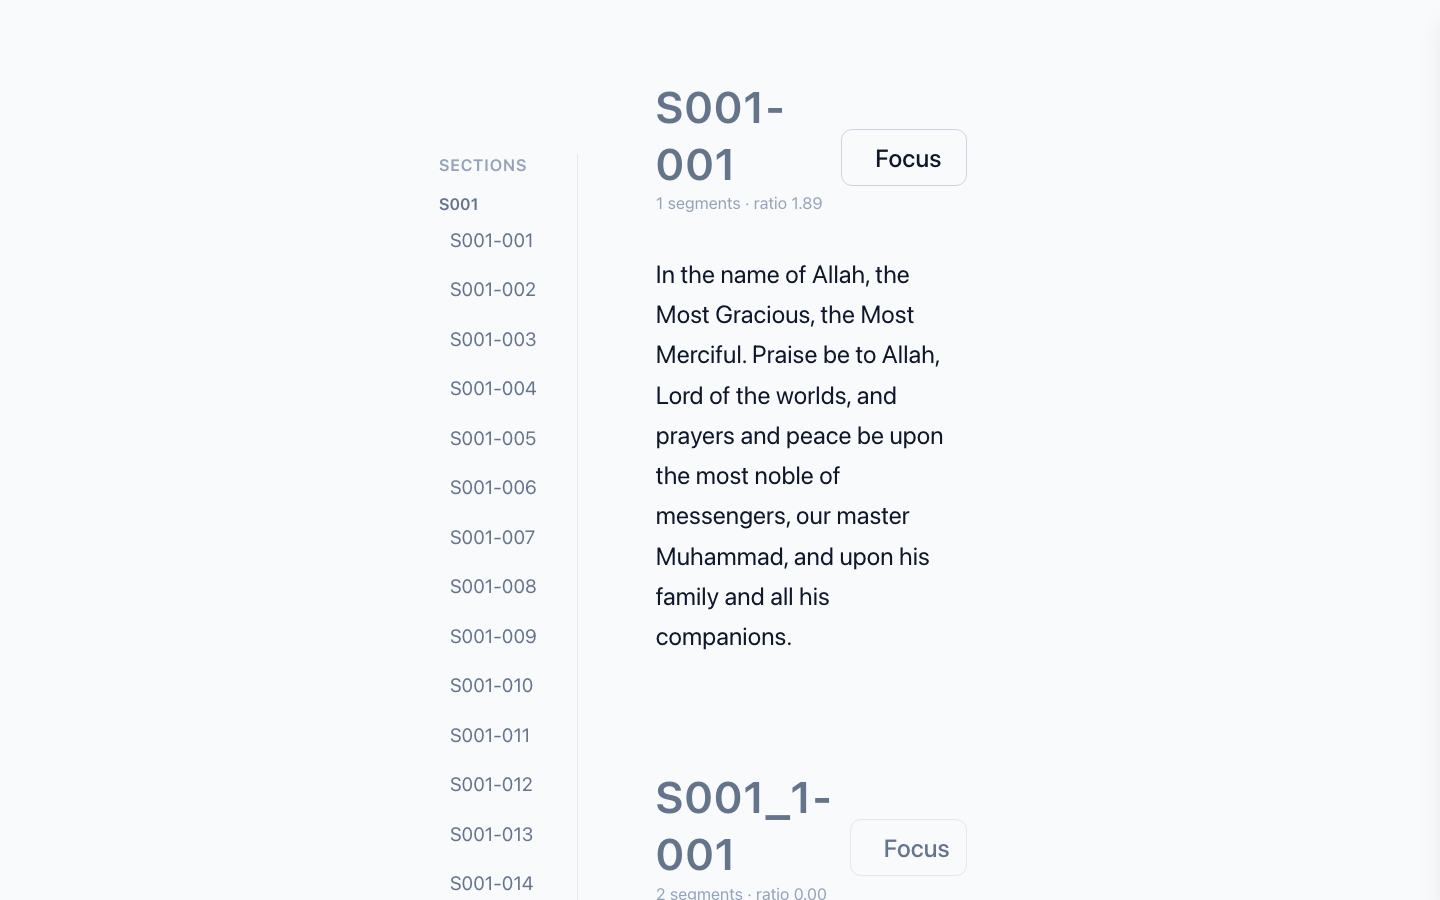 SECTIONS
S001
S001-001
S001-002
S001-003
S001-004
S001-005
S001-006
S001-007
S001-008
S001-009
S001-010
S001-011
S001-012
S001-013
S001-014
S001-
001
Focus
1 segments · ratio 1.89
In the name of Allah, the
Most Gracious, the Most
Merciful. Praise be to Allah,
Lord of the worlds, and
prayers and peace be upon
the most noble of
messengers, our master
Muhammad, and upon his
family and all his
companions.
S001_1-
001
Focus
2 segments · ratio 0.00